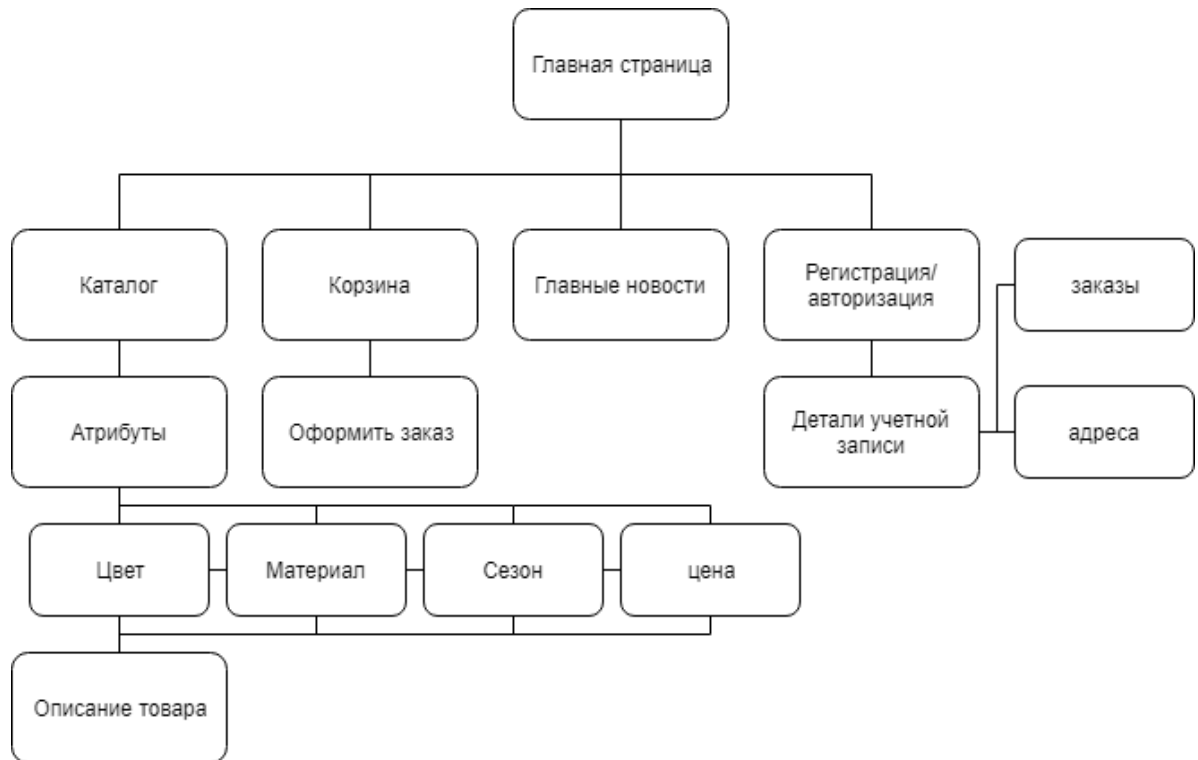 Главная страница
Каталог
Корзина
Главные новости
Регистрация/
авторизация
заказы
Атрибуты
Оформить заказ
Детали учетной
записи
адреса
Цвет
Материал
Сезон
цена
Описание товара